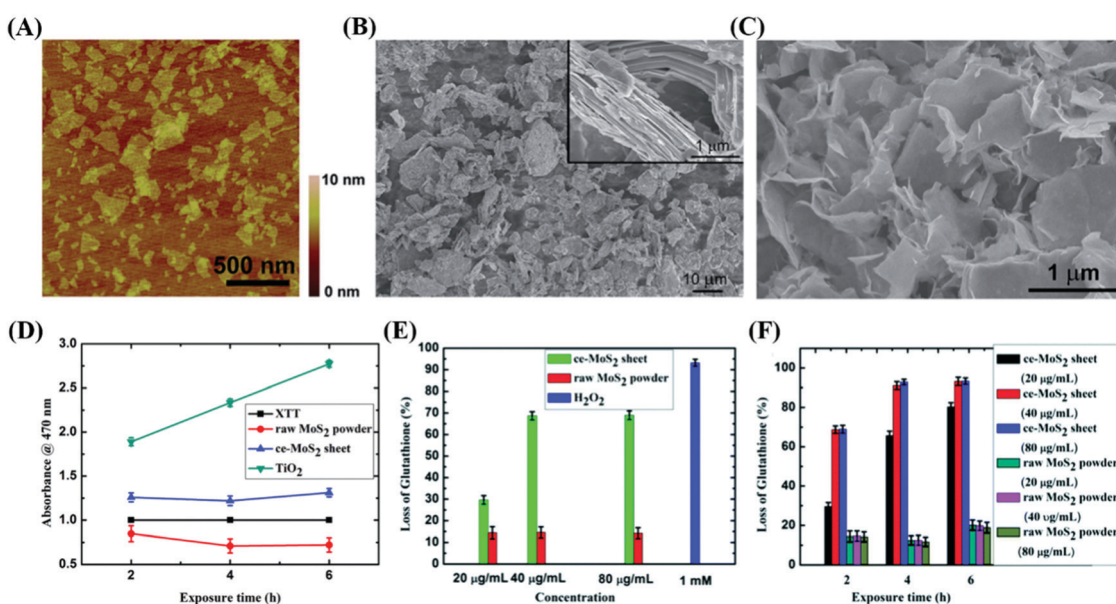 (A)
500 nm
10 nm
0 nm
(B)
1 µm
10 µm
(C)
1 µm
(D)
Absorbance @ 470 nm
3.0
2.5
2.0
1.5
1.0
0.5
XTT
raw MoS2 powder
ce-MoS2 sheet
TiO2
2 4 6
Exposure time (h)
(E)
Loss of Glutathione (%)
100
90
80
70
60
50
40
30
20
10
0
ce-MoS2 sheet
raw MoS2 powder
H2O2
20 µg/mL 40 µg/mL 80 µg/mL 1 mM
Concentration
(F)
Loss of Glutathione (%)
100
80
60
40
20
0
ce-MoS2 sheet
(20 µg/mL)
ce-MoS2 sheet
(40 µg/mL)
ce-MoS2 sheet
(80 µg/mL)
raw MoS2 powder
(20 µg/mL)
raw MoS2 powder
(40 υg/mL)
raw MoS2 powder
(80 µg/mL)
2 4 6
Exposure time (h)